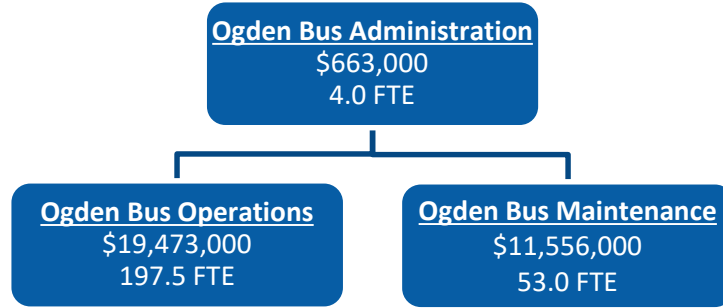 Ogden Bus Administration
$663,000
4.0 FTE
Ogden Bus Operations
$19,473,000
197.5 FTE
Ogden Bus Maintenance
$11,556,000
53.0 FTE